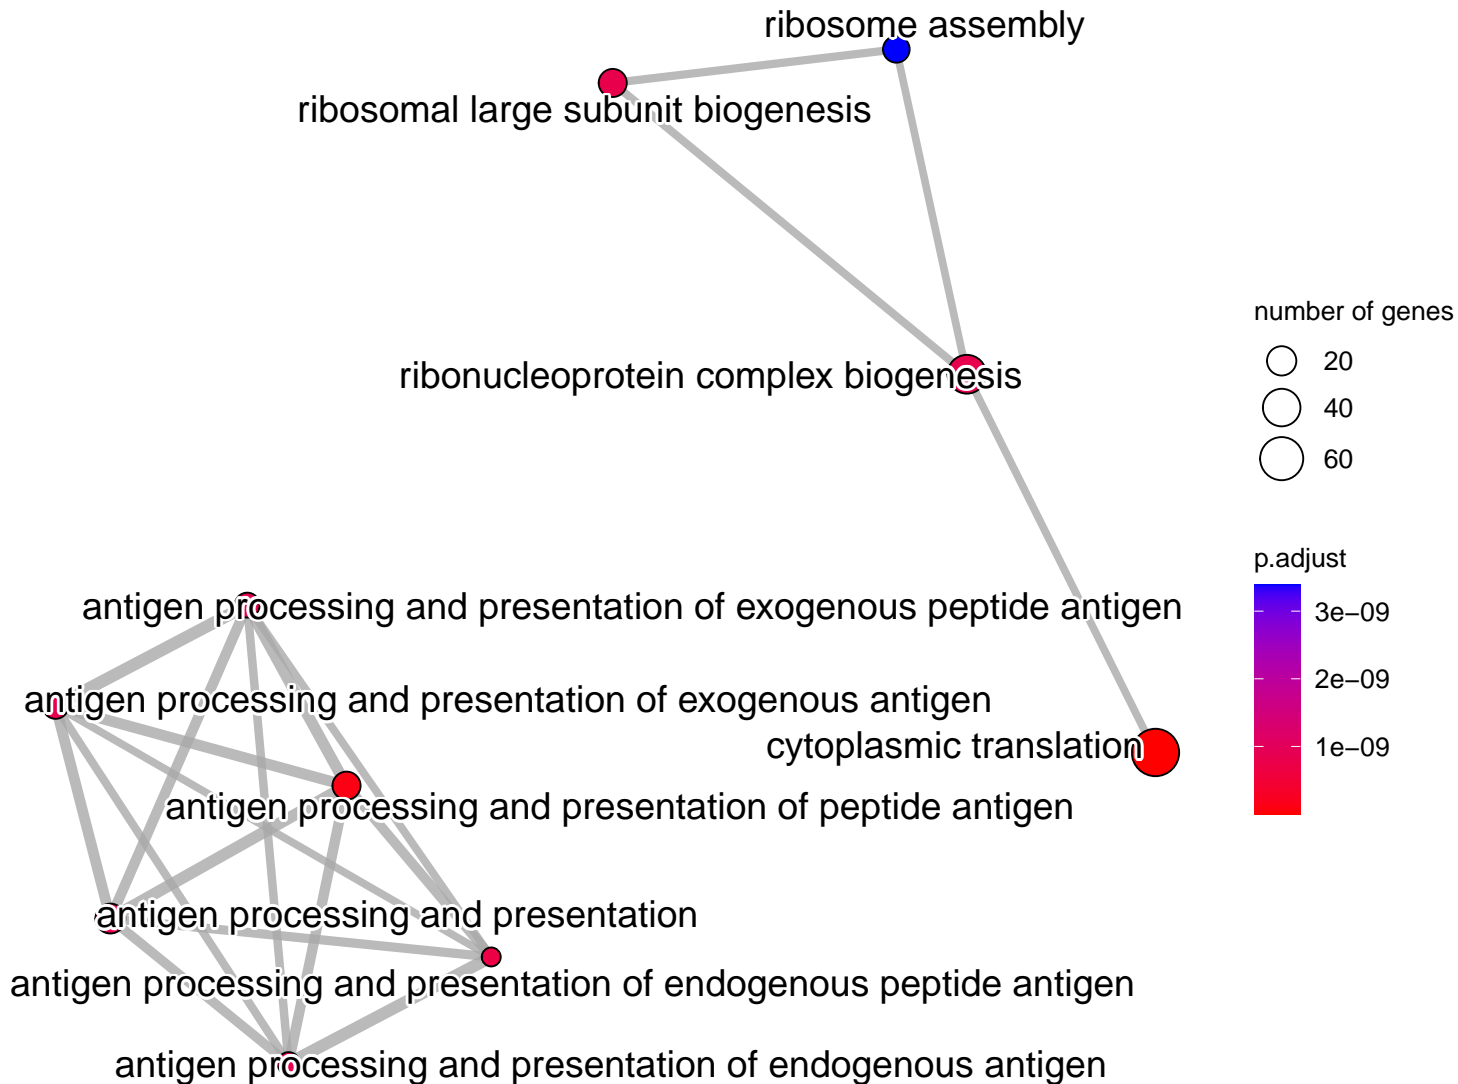 ribosome assembly
ribosomal large subunit biogenesis
ribonucleoprotein complex biogenesis
antigen processing and presentation of exogenous peptide antigen
antigen processing and presentation of exogenous antigen
cytoplasmic translation
antigen processing and presentation of peptide antigen
antigen processing and presentation
antigen processing and presentation of endogenous peptide antigen
antigen processing and presentation of endogenous antigen
number of genes
20
40
60
p.adjust
3e−09
2e−09
1e−09